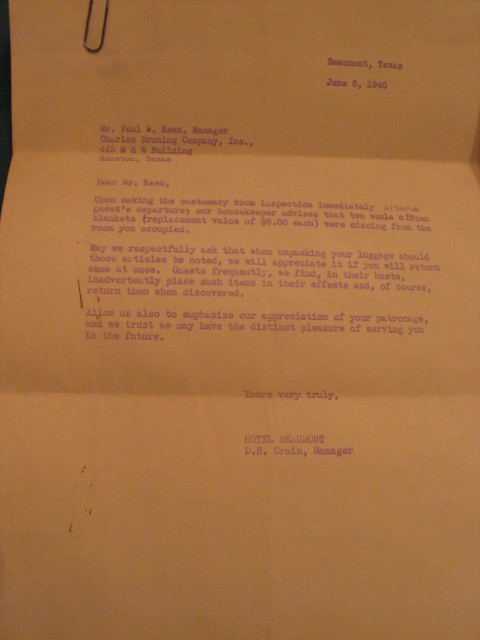 Beaumont, Texas
June 8, 1940
Mr. Paul W. Keen, Manager
Charles Bruning Company, Inc.,
445 M & W Building
Houston, Texas
Dear Mr. Keen,
Upon making the customary room inspection immediately after a
guest's departure; our housekeeper advises that two
blankets (replacement value of $8.00 each) were missing from the
room you occupied.
May we respectfully ask that when unpacking your luggage should
those articles be noted, we will appreciate it if you will return
same at once. Guests frequently, we find, in their haste,
inadvertently place such items in their effects and, of course,
return them when discovered.
Allow us also to emphasize our appreciation of your patronage,
and we trust we may have the distinct pleasure of serving you
in the future.
Yours very truly,
HOTEL BEAUMONT
D.S. Crain, Manager